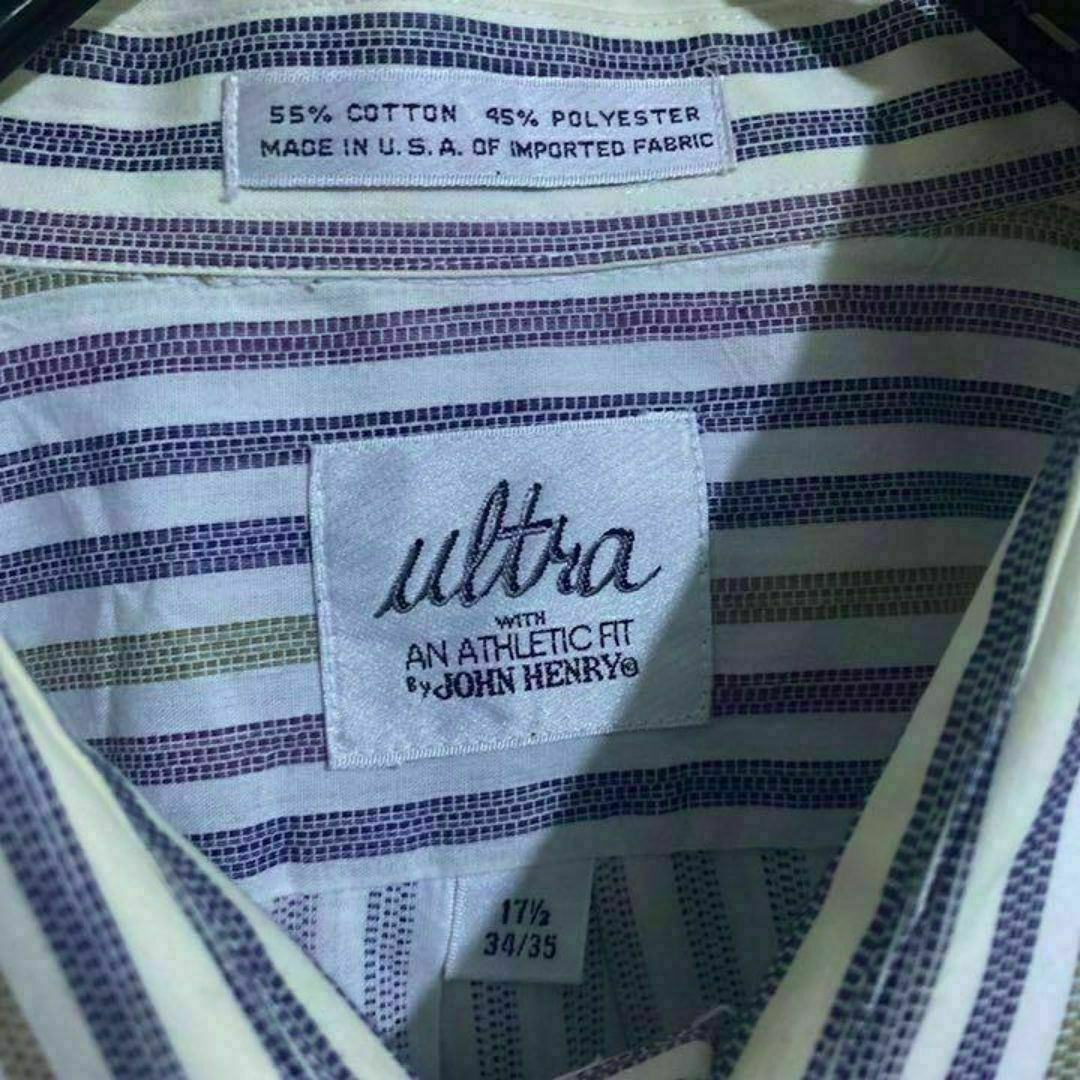 55% COTTON 45% POLYESTER
MADE IN U.S.A. OF IMPORTED FABRIC
ultra
WITH
AN ATHLETIC FIT
By JOHN HENRY®
17½
34/35